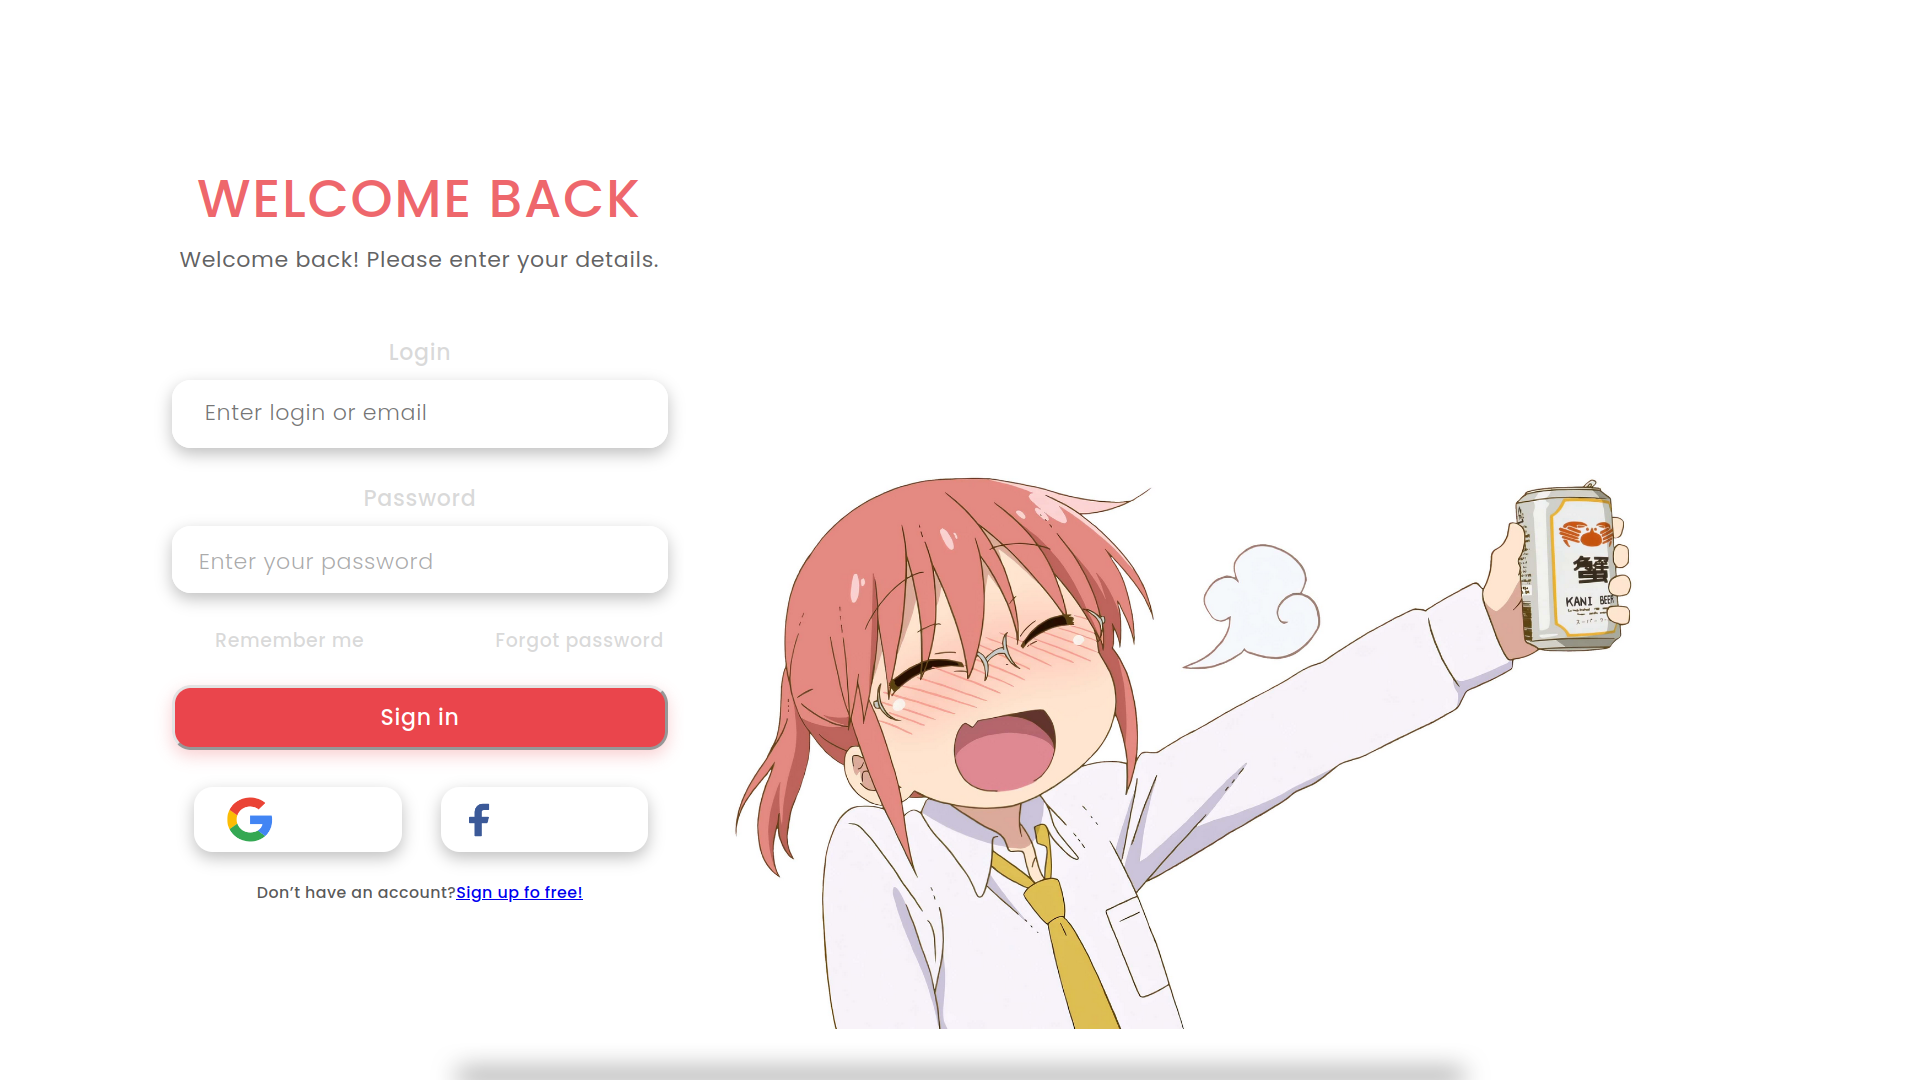 WELCOME BACK
Welcome back! Please enter your details.
Login
Enter login or email
Password
Enter your password
Remember me
Forgot password
Sign in
Don’t have an account?Sign up fo free!
蟹
KANI BEER